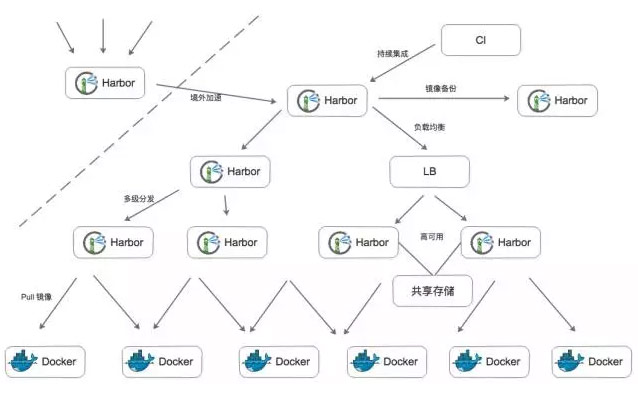 CI
持续集成
Harbor
境外加速
Harbor
镜像备份
Harbor
负载均衡
Harbor
LB
多级分发
Harbor
Harbor
Harbor
高可用
Harbor
共享存储
Pull 镜像
Docker
Docker
Docker
Docker
Docker
Docker